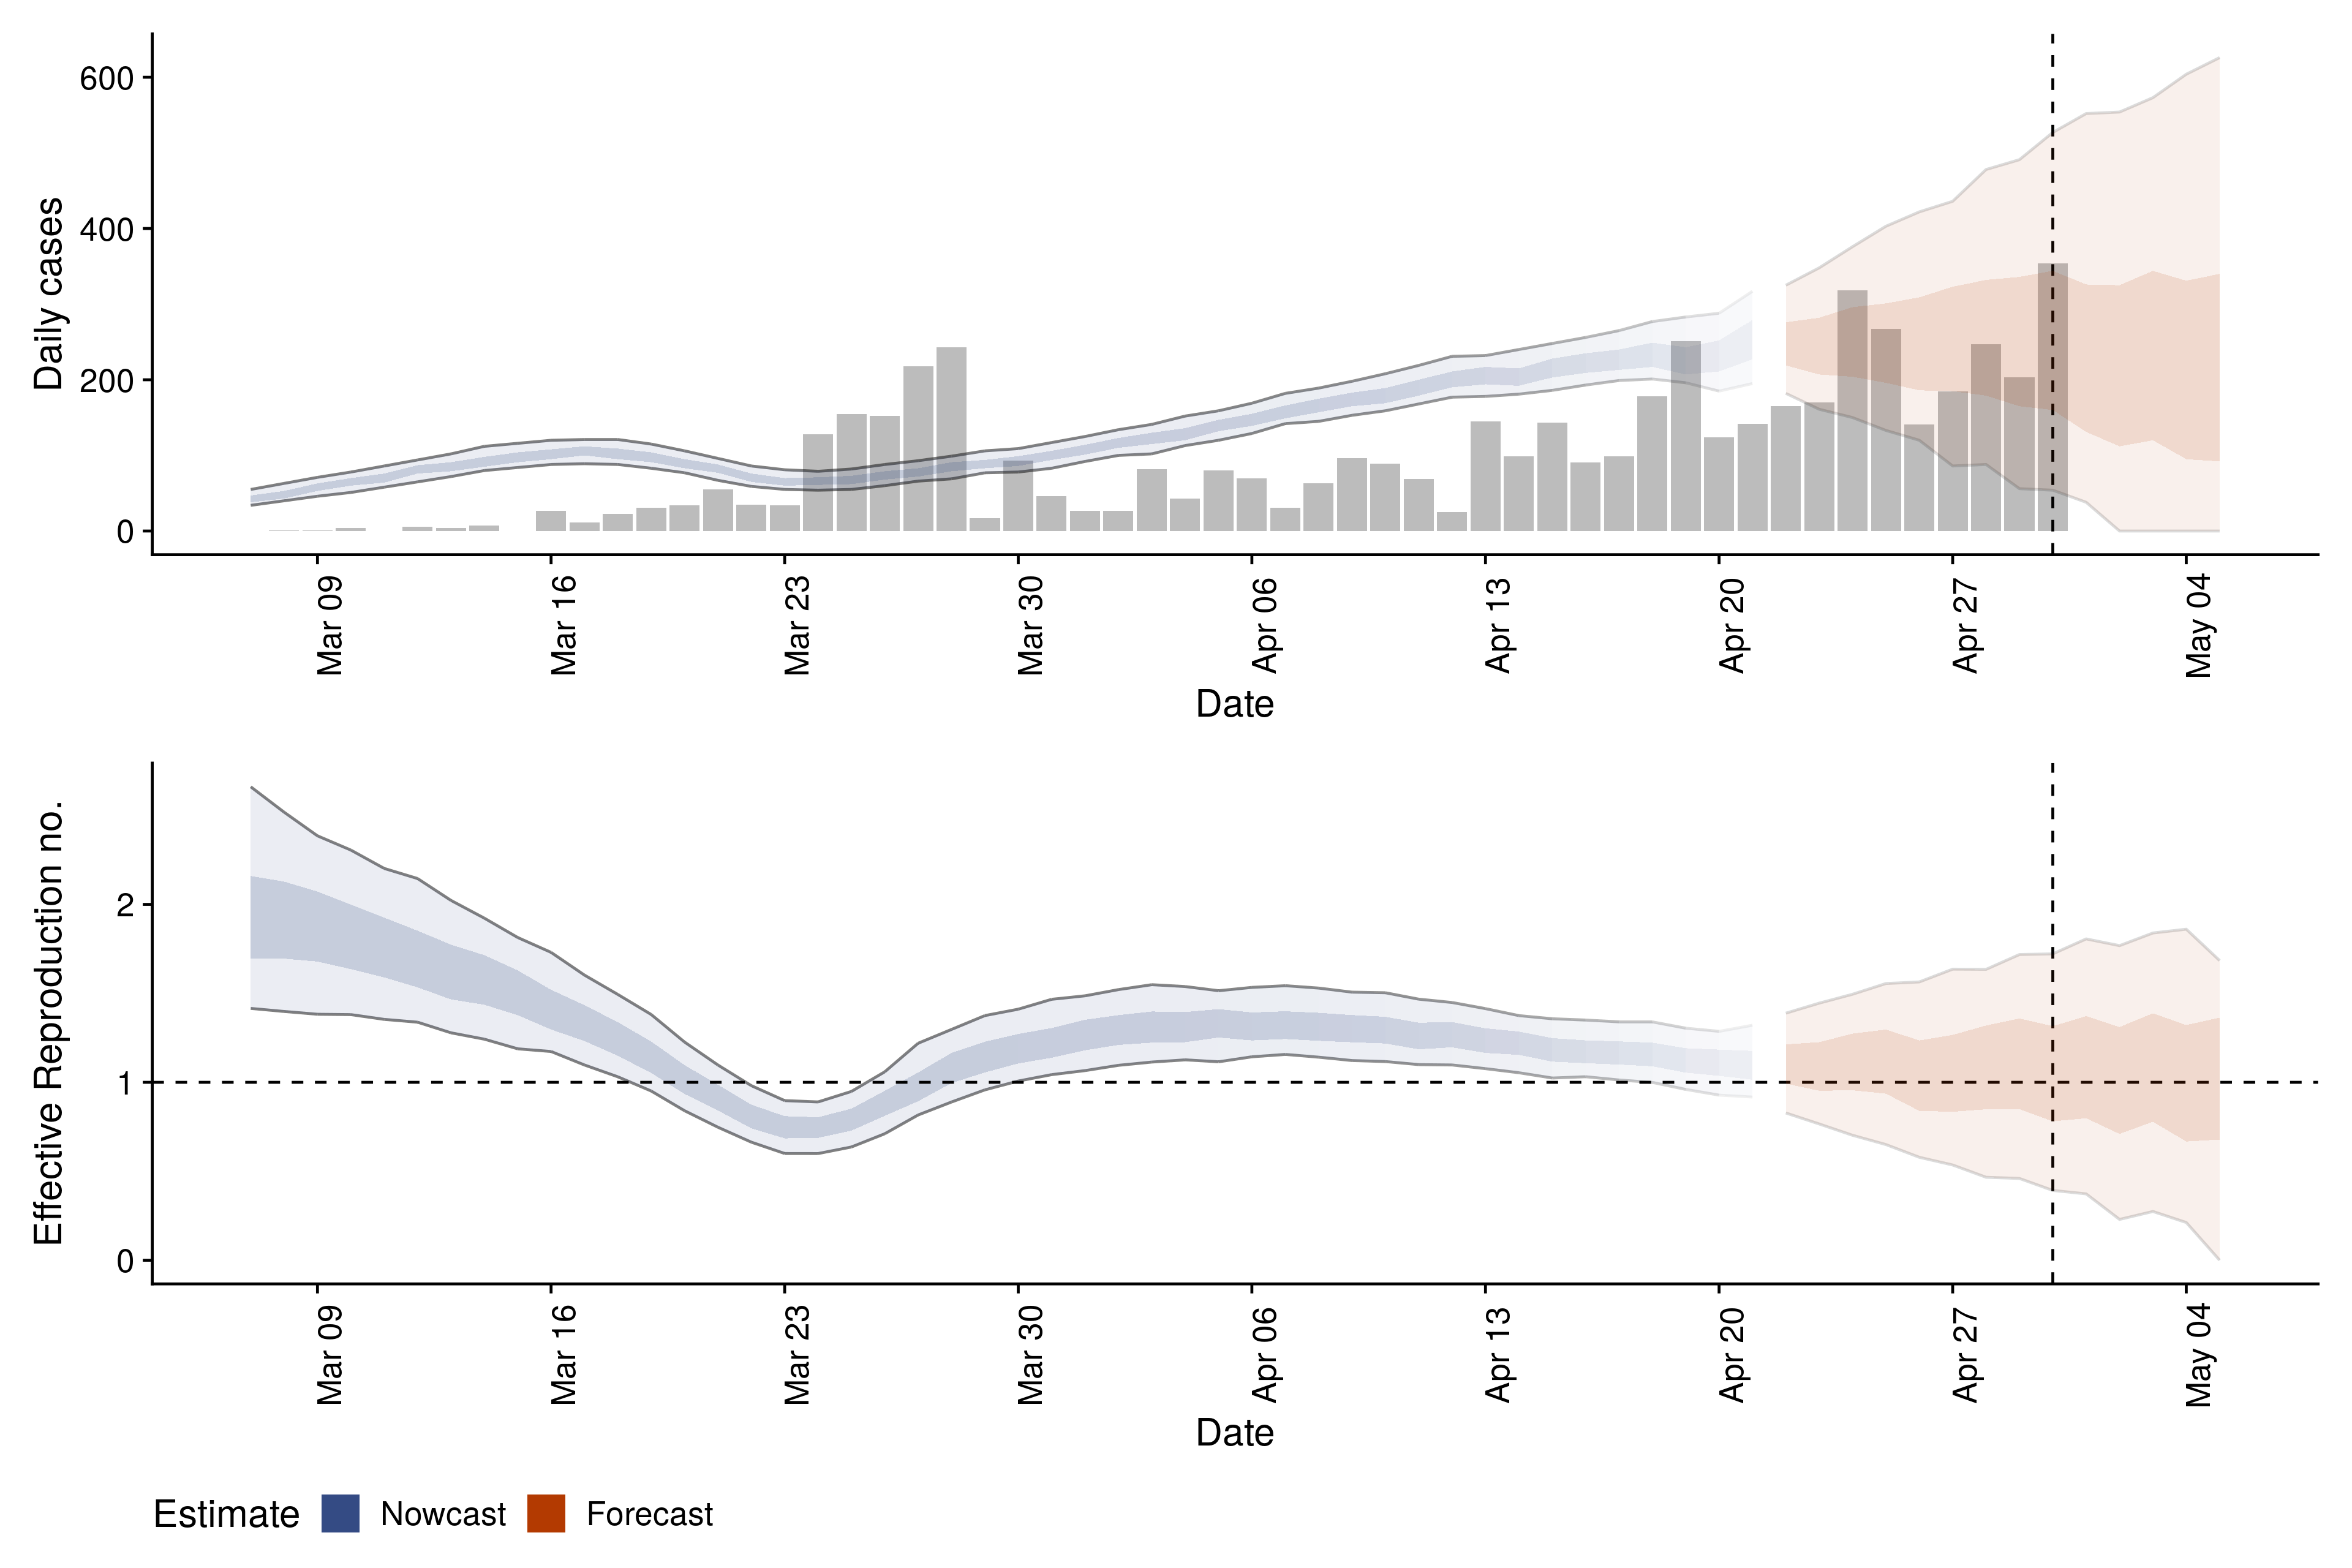 Daily cases
600
400
200
0
Mar 09
Mar 16
Mar 23
Mar 30
Apr 06
Apr 13
Apr 20
Apr 27
May 04
Date
Effective Reproduction no.
2
1
0
Mar 09
Mar 16
Mar 23
Mar 30
Apr 06
Apr 13
Apr 20
Apr 27
May 04
Date
Estimate Nowcast Forecast